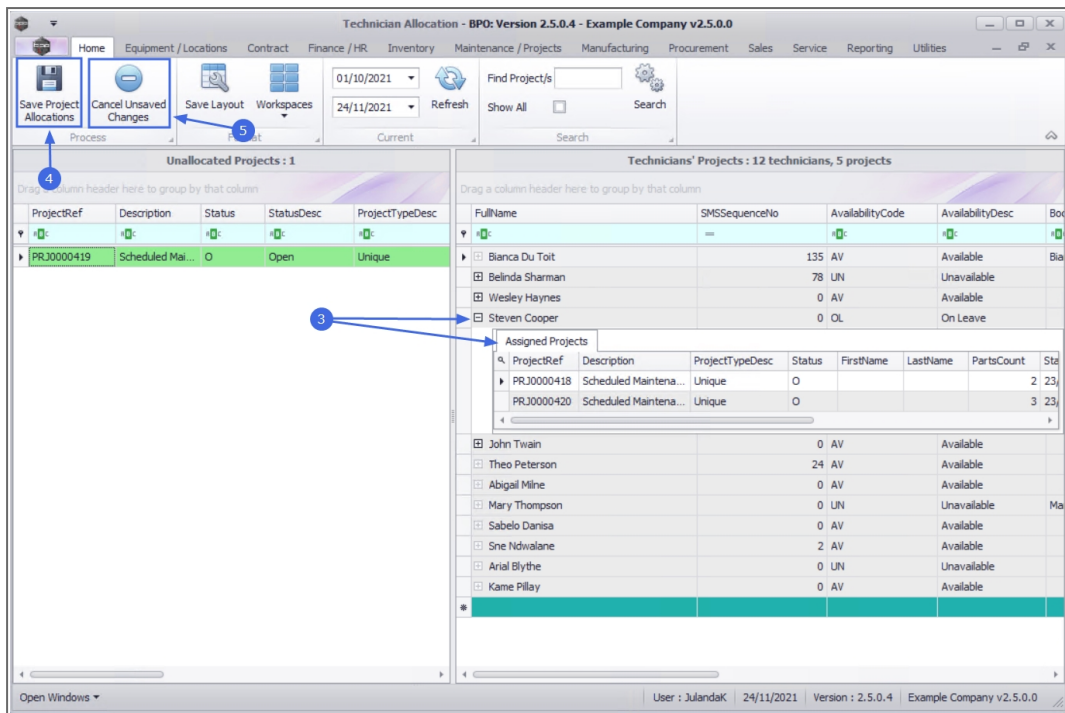 Technician Allocation - BPO: Version 2.5.0.4 - Example Company v2.5.0.0
Home Equipment / Locations Contract Finance / HR Inventory Maintenance / Projects Manufacturing Procurement Sales Service Reporting Utilities
Save Project Allocations
Cancel Unsaved Changes
Save Layout
Workspaces
01/10/2021
24/11/2021
Refresh
Find Project/s
Show All
Search
Process
Current
Search
5
4
Unallocated Projects : 1
Drag a column header here to group by that column
ProjectRef Description Status StatusDesc ProjectTypeDesc
PRJ0000419 Scheduled Mai... O Open Unique
Technicians' Projects : 12 technicians, 5 projects
Drag a column header here to group by that column
FullName SMSSequenceNo AvailabilityCode AvailabilityDesc Boo
Bianca Du Toit 135 AV Available Bia
Belinda Sharman 78 UN Unavailable
Wesley Haynes 0 AV Available
3
Steven Cooper 0 OL On Leave
Assigned Projects
ProjectRef Description ProjectTypeDesc Status FirstName LastName PartsCount Sta
PRJ0000418 Scheduled Maintena... Unique O 2 23/
PRJ0000420 Scheduled Maintena... Unique O 3 23/
John Twain 0 AV Available
Theo Peterson 24 AV Available
Abigail Milne 0 AV Available
Mary Thompson 0 UN Unavailable Ma
Sabelo Danisa 0 AV Available
Sne Ndwalane 2 AV Available
Arial Blythe 0 UN Unavailable
Kame Pillay 0 AV Available
Open Windows User : JulandaK 24/11/2021 Version : 2.5.0.4 Example Company v2.5.0.0